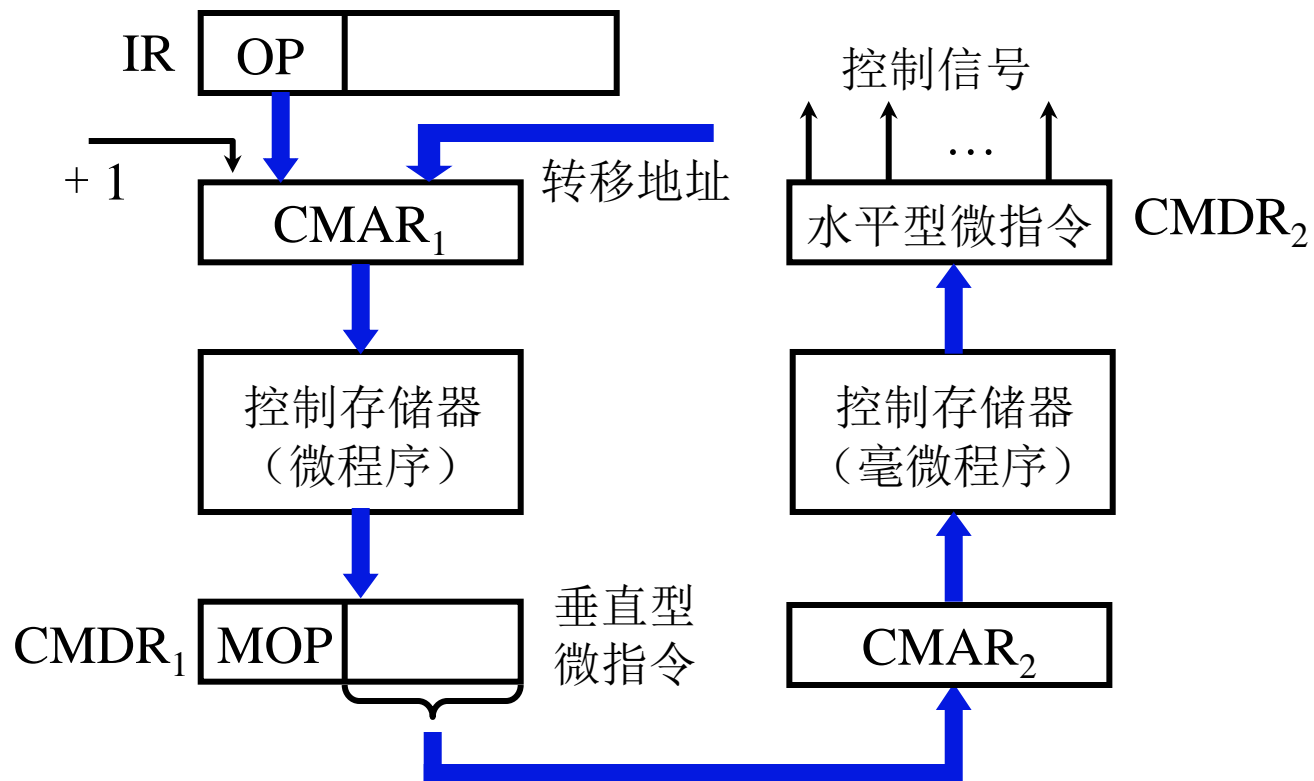 IR
OP
+ 1
转移地址
CMAR₁
控制存储器
（微程序）
CMDR₁
MOP
垂直型
微指令
控制信号
…
水平型微指令
CMDR₂
控制存储器
（毫微程序）
CMAR₂